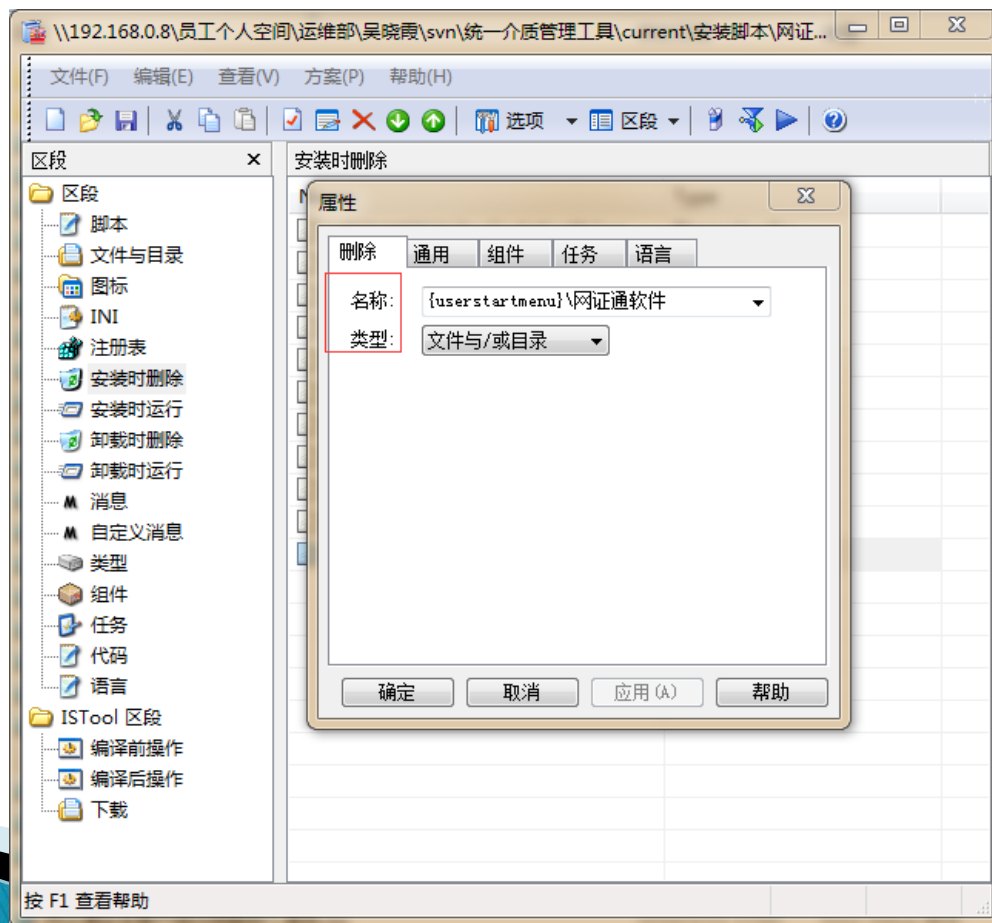 \\192.168.0.8\员工个人空间\运维部\吴晓霞\svn\统一介质管理工具\current\安装脚本\网证...
文件(F) 编辑(E) 查看(V) 方案(P) 帮助(H)
选项 区段
区段
安装时删除
区段
脚本
文件与目录
图标
INI
注册表
安装时删除
安装时运行
卸载时删除
卸载时运行
消息
自定义消息
类型
组件
任务
代码
语言
ISTool 区段
编译前操作
编译后操作
下载
属性
删除 通用 组件 任务 语言
名称: {userstartmenu}\网证通软件
类型: 文件与/或目录
确定 取消 应用(A) 帮助
按 F1 查看帮助